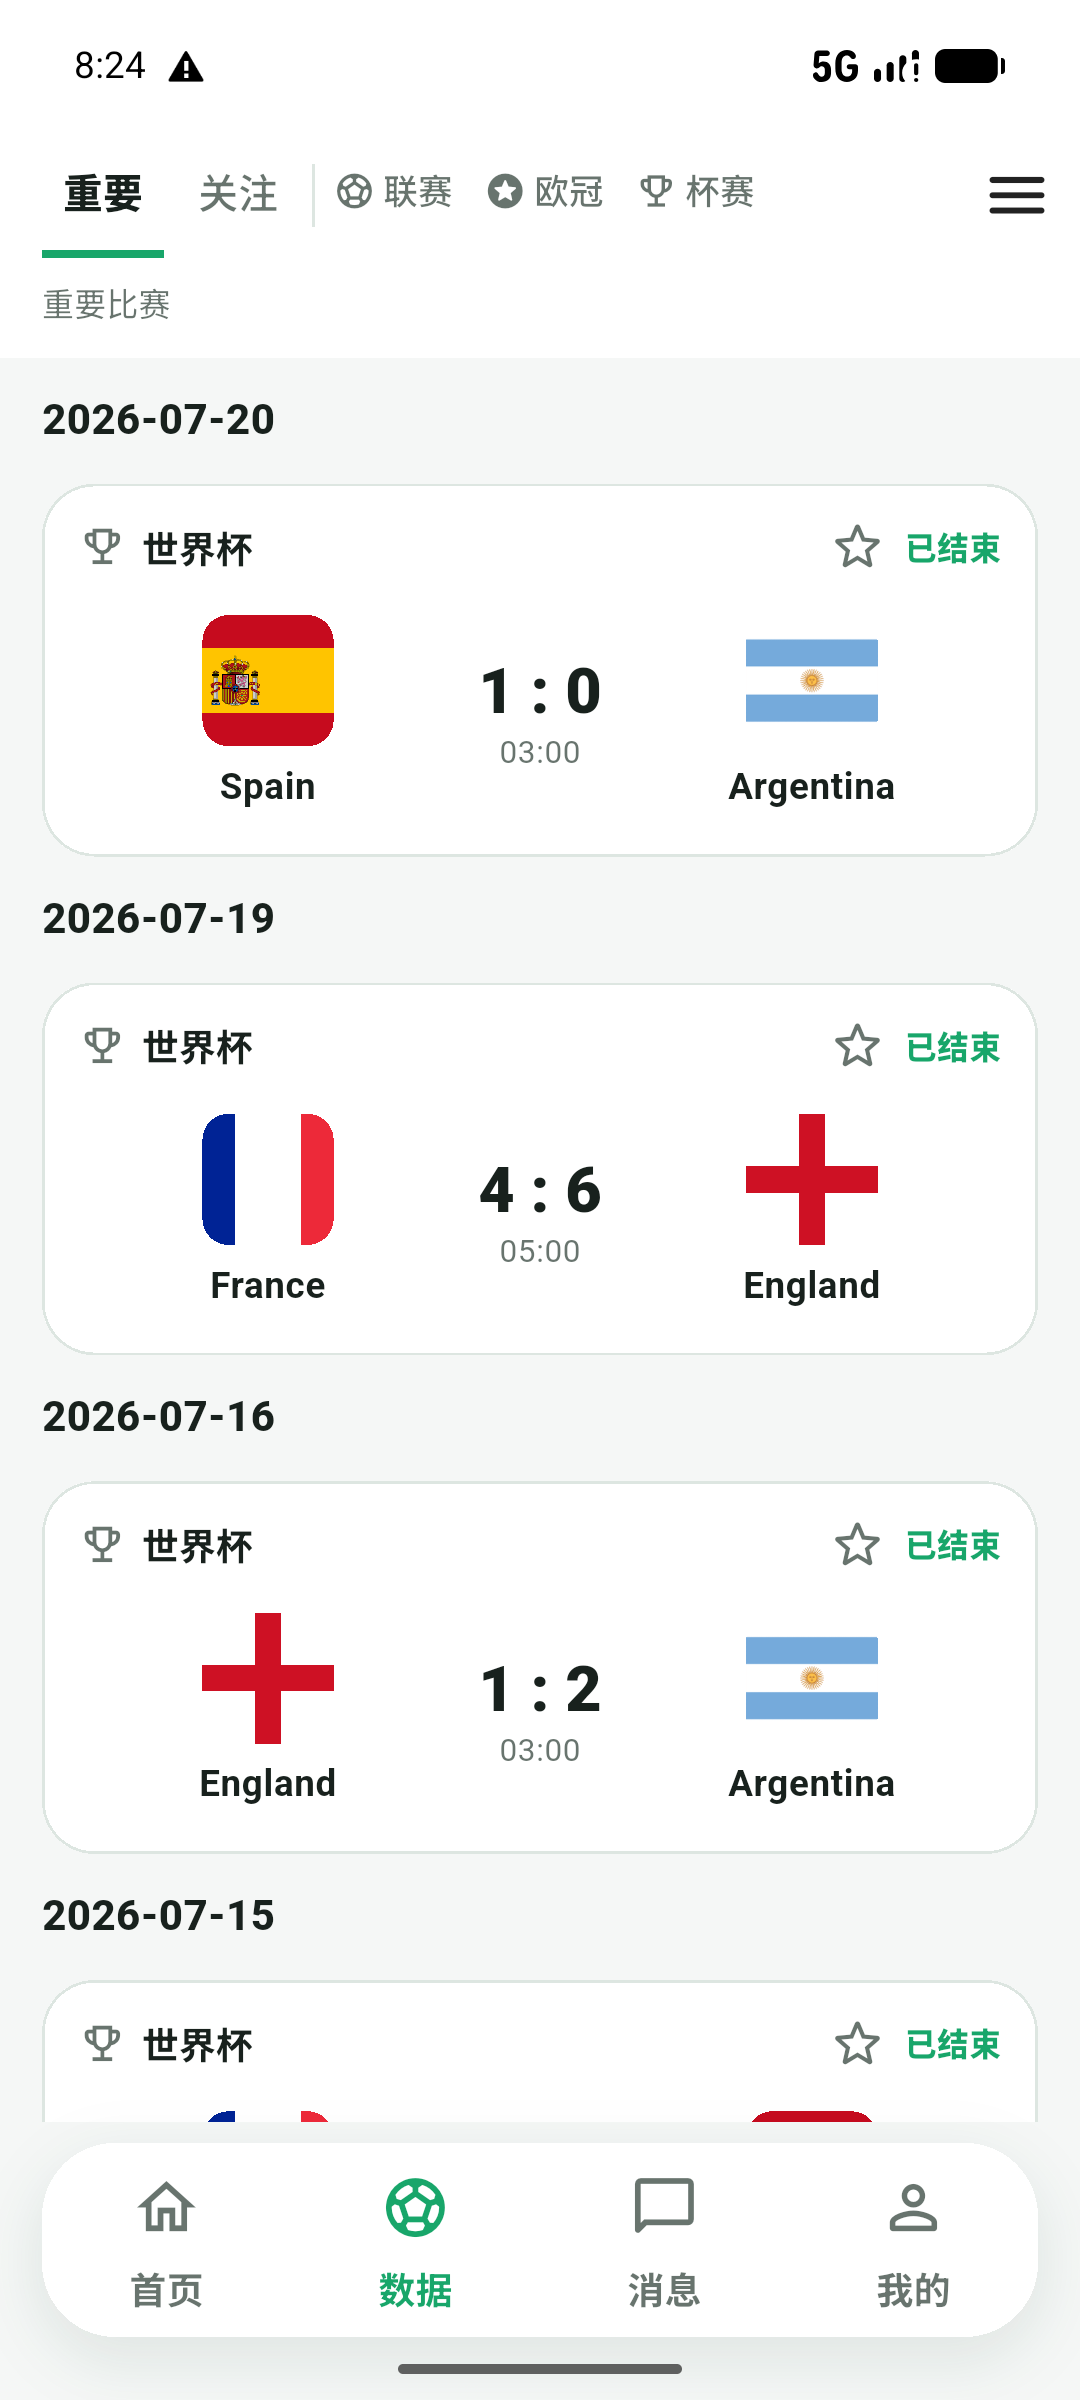 8:24
5G
重要 关注 联赛 欧冠 杯赛
重要比赛
2026-07-20
世界杯 已结束
1 : 0
03:00
Spain Argentina
2026-07-19
世界杯 已结束
4 : 6
05:00
France England
2026-07-16
世界杯 已结束
1 : 2
03:00
England Argentina
2026-07-15
世界杯 已结束
首页 数据 消息 我的